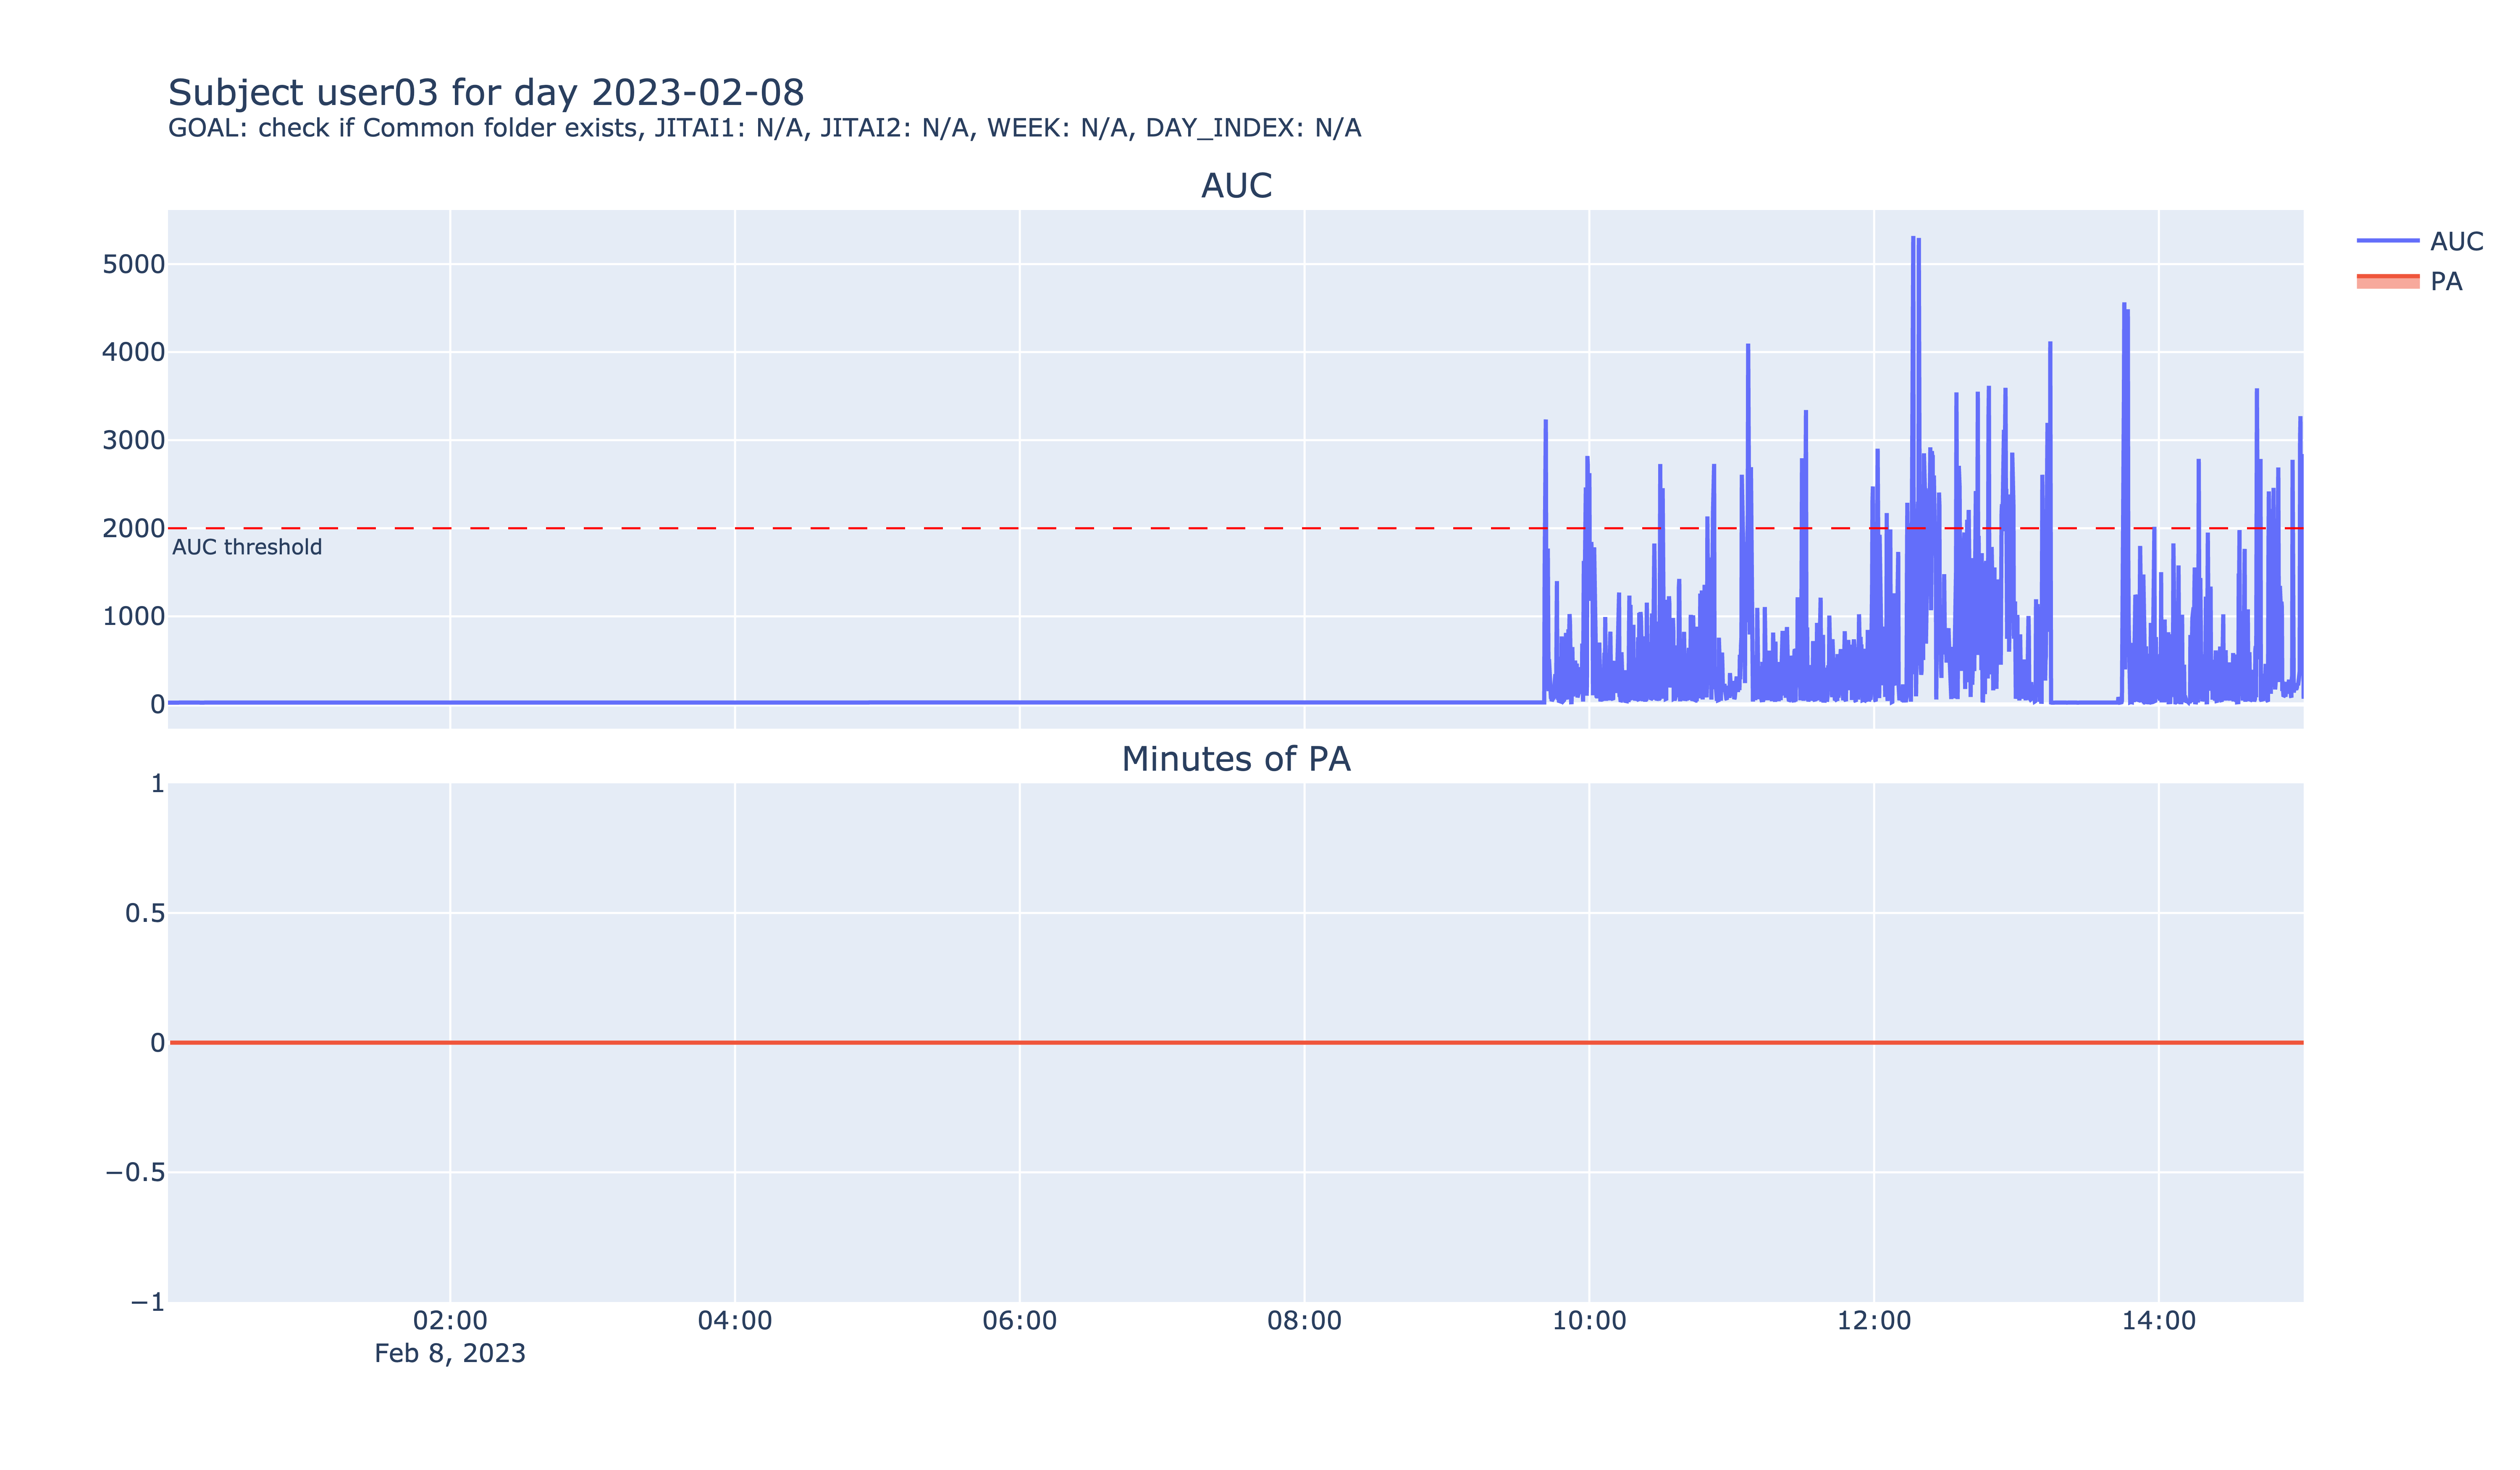 Subject user03 for day 2023-02-08
GOAL: check if Common folder exists, JITAI1: N/A, JITAI2: N/A, WEEK: N/A, DAY_INDEX: N/A
AUC
5000
4000
3000
2000
1000
0
AUC threshold
AUC
PA
Minutes of PA
1
0.5
0
−0.5
−1
02:00 04:00 06:00 08:00 10:00 12:00 14:00
Feb 8, 2023